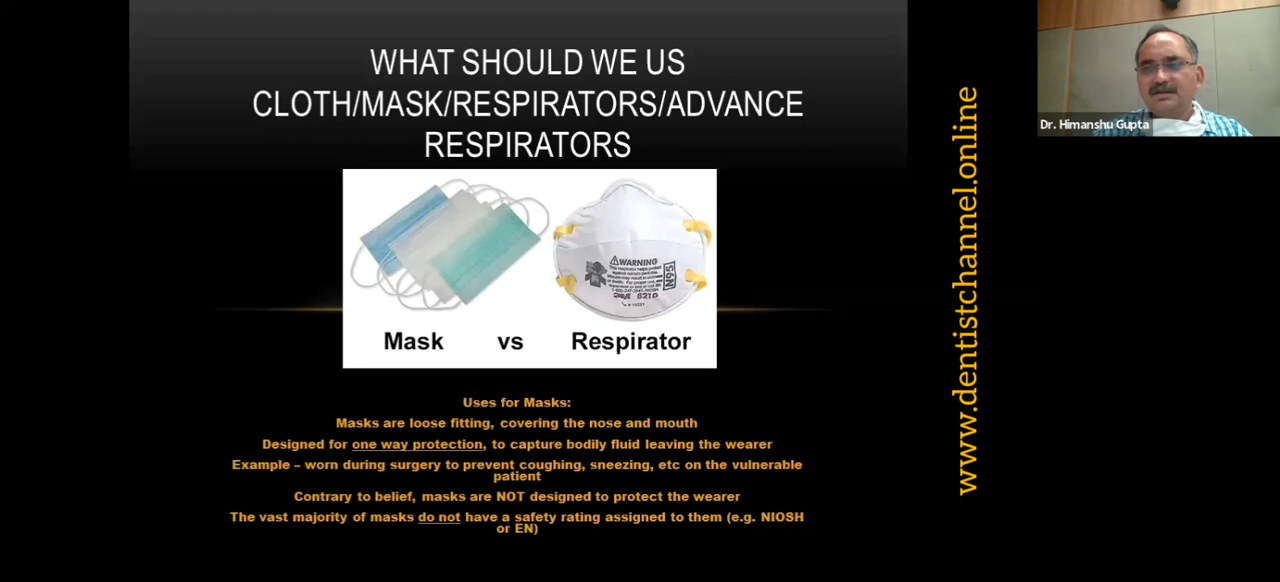 WHAT SHOULD WE US
CLOTH/MASK/RESPIRATORS/ADVANCE
RESPIRATORS
WARNING
N95
8216
Mask vs Respirator
Uses for Masks:
Masks are loose fitting, covering the nose and mouth
Designed for one way protection, to capture bodily fluid leaving the wearer
Example – worn during surgery to prevent coughing, sneezing, etc on the vulnerable
patient
Contrary to belief, masks are NOT designed to protect the wearer
The vast majority of masks do not have a safety rating assigned to them (e.g. NIOSH
or EN)
www.dentistchannel.online
Dr. Himanshu Gupta